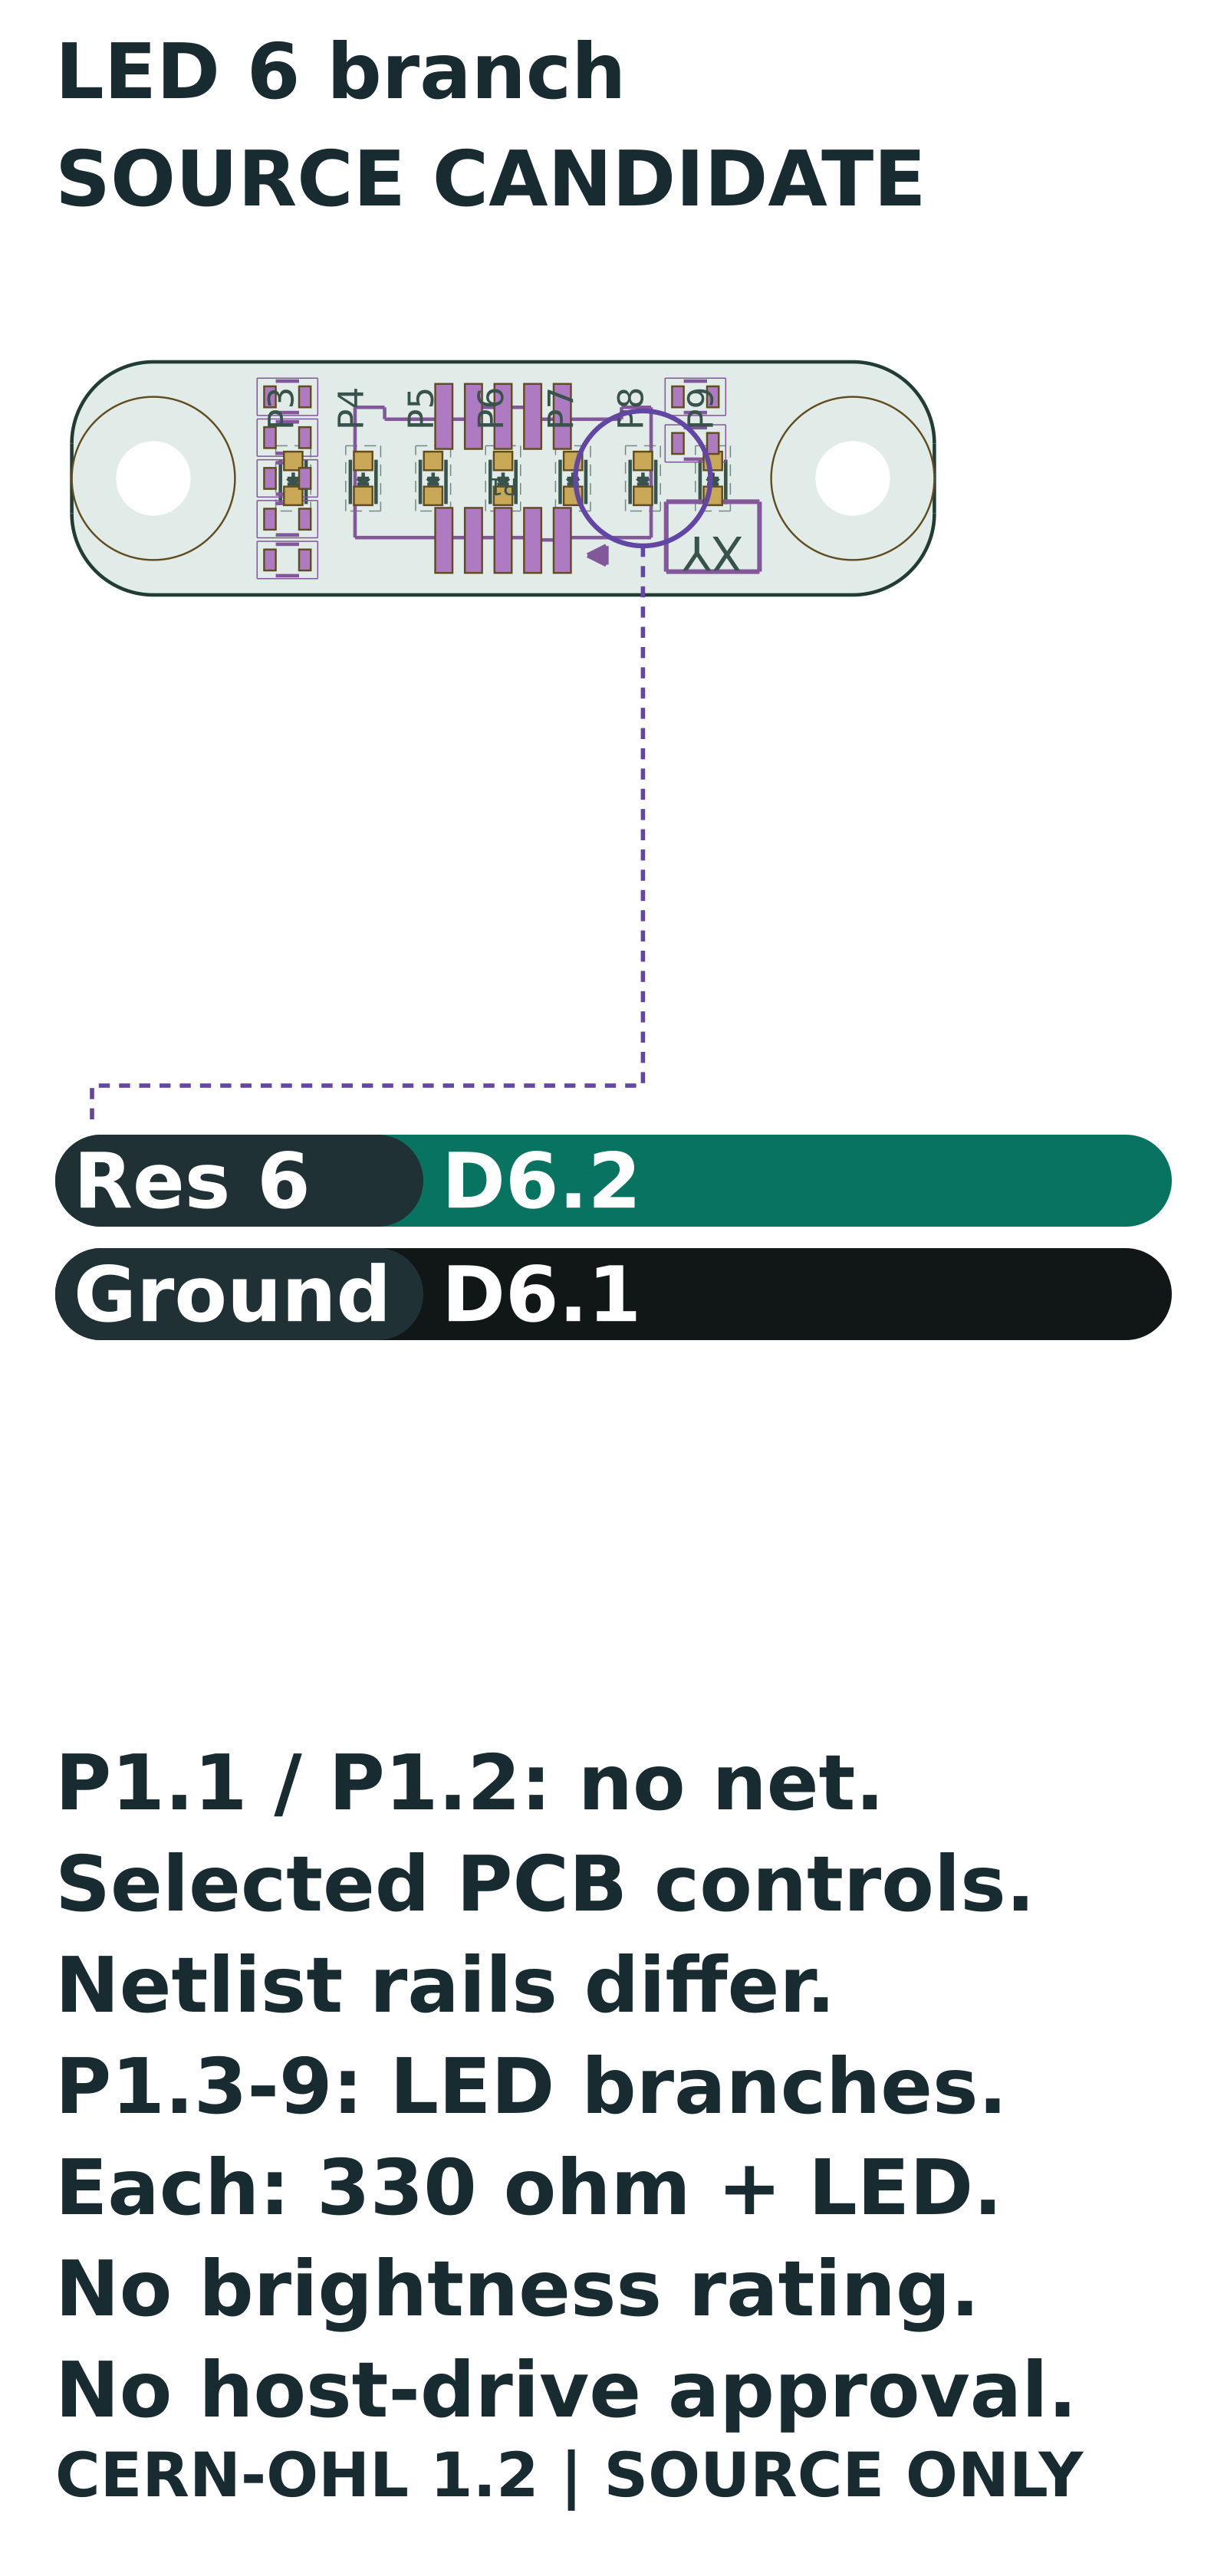 LED 6 branch
SOURCE CANDIDATE
P3 P4 P5 P6 P7 P8 P9
P1
XY
Res 6 D6.2
Ground D6.1
P1.1 / P1.2: no net.
Selected PCB controls.
Netlist rails differ.
P1.3-9: LED branches.
Each: 330 ohm + LED.
No brightness rating.
No host-drive approval.
CERN-OHL 1.2 | SOURCE ONLY